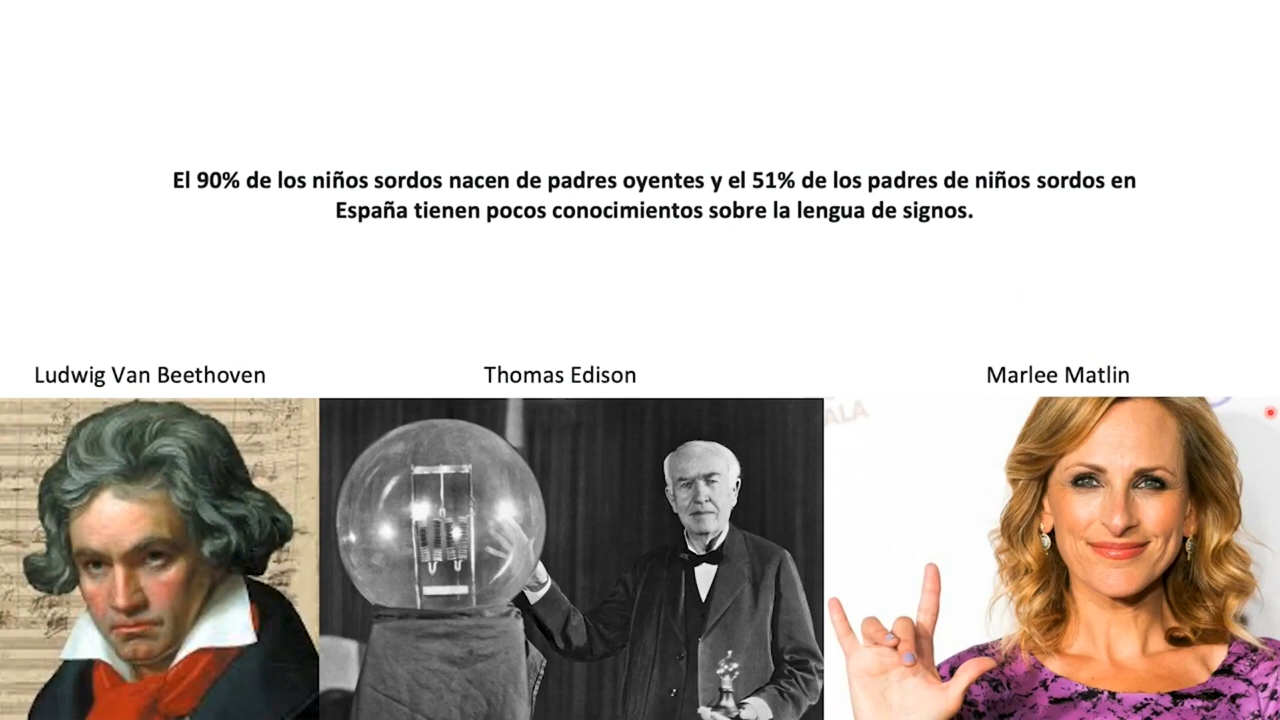 El 90% de los niños sordos nacen de padres oyentes y el 51% de los padres de niños sordos en
España tienen pocos conocimientos sobre la lengua de signos.
Ludwig Van Beethoven
Thomas Edison
Marlee Matlin
ALA